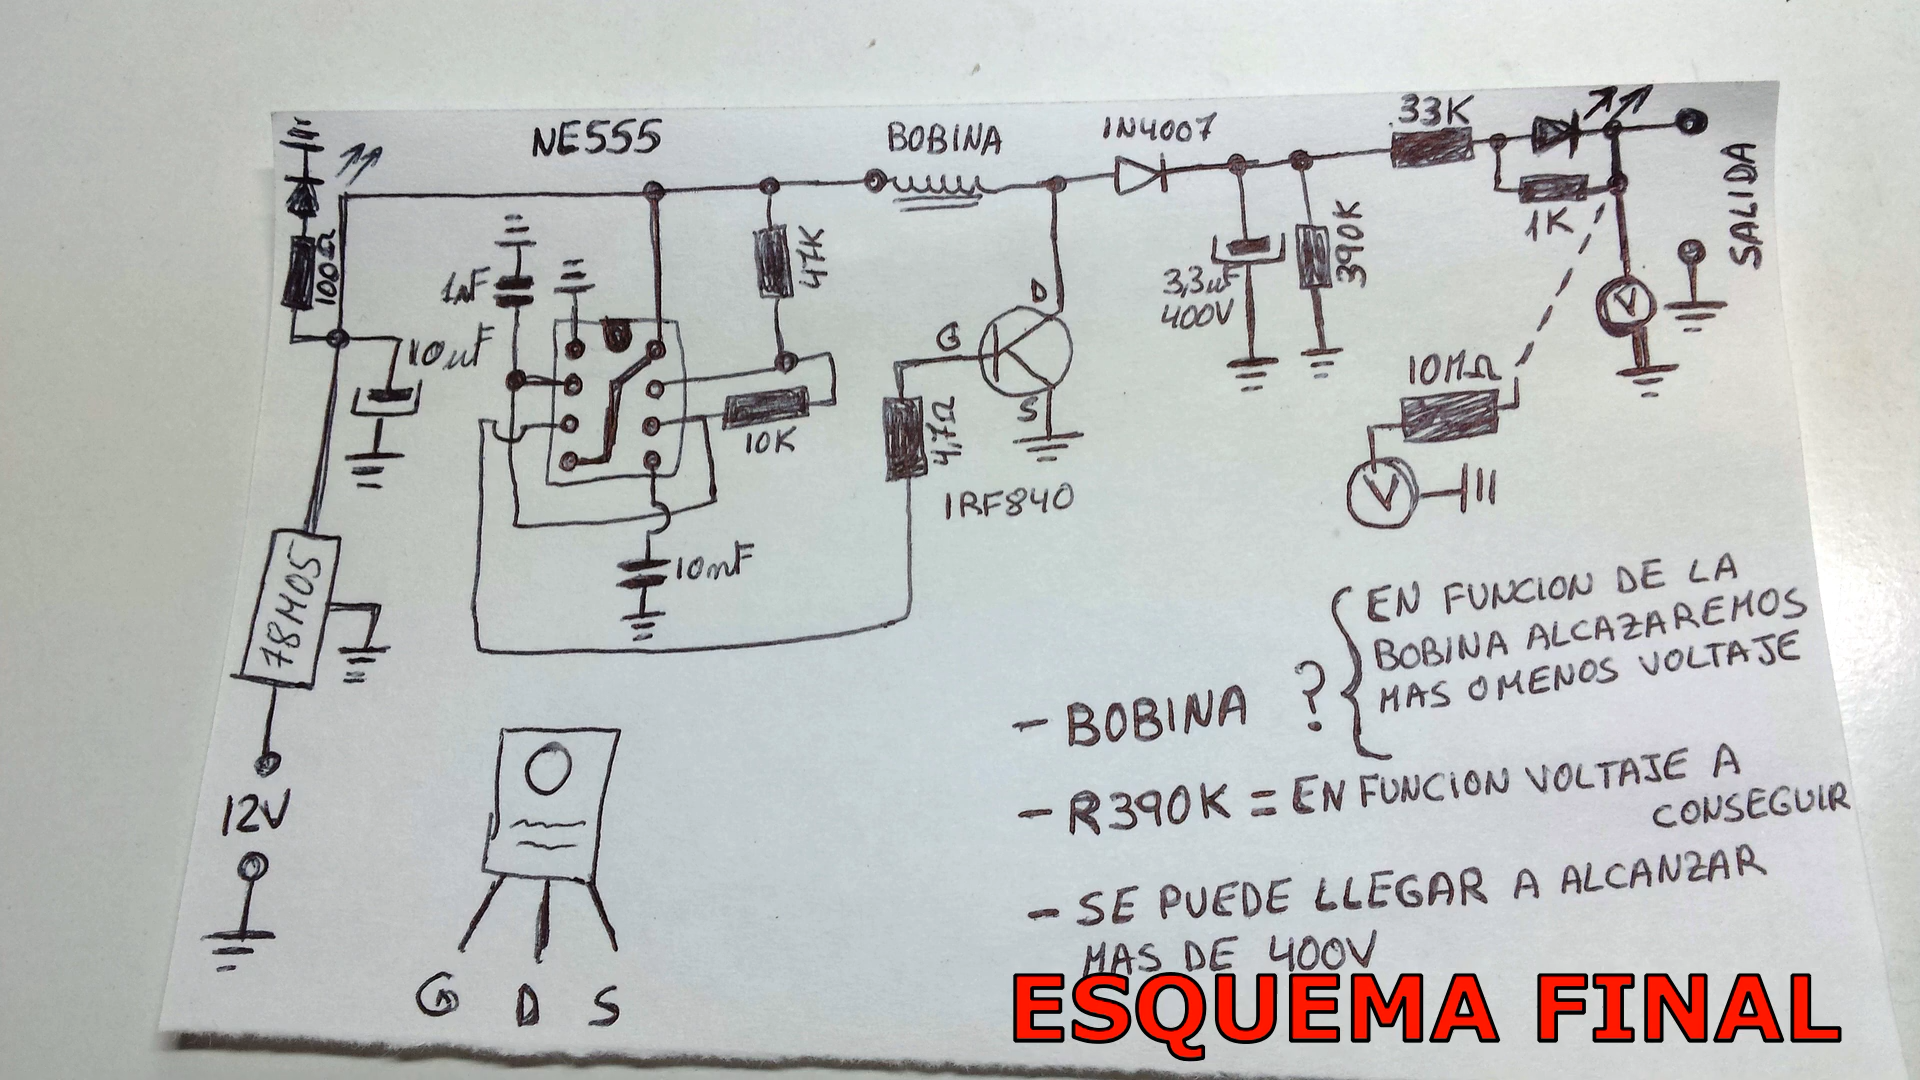 NE555
BOBINA
1N4007
33K
100Ω
1nF
10uF
47K
10K
D
G
S
4,7Ω
IRF840
3,3uF
400V
390K
1K
SALIDA
V
10MΩ
V
10nF
78M05
12V
G D S
- BOBINA ? { EN FUNCION DE LA
BOBINA ALCAZAREMOS
MAS O MENOS VOLTAJE
- R390K = EN FUNCION VOLTAJE A
CONSEGUIR
- SE PUEDE LLEGAR A ALCANZAR
MAS DE 400V
ESQUEMA FINAL